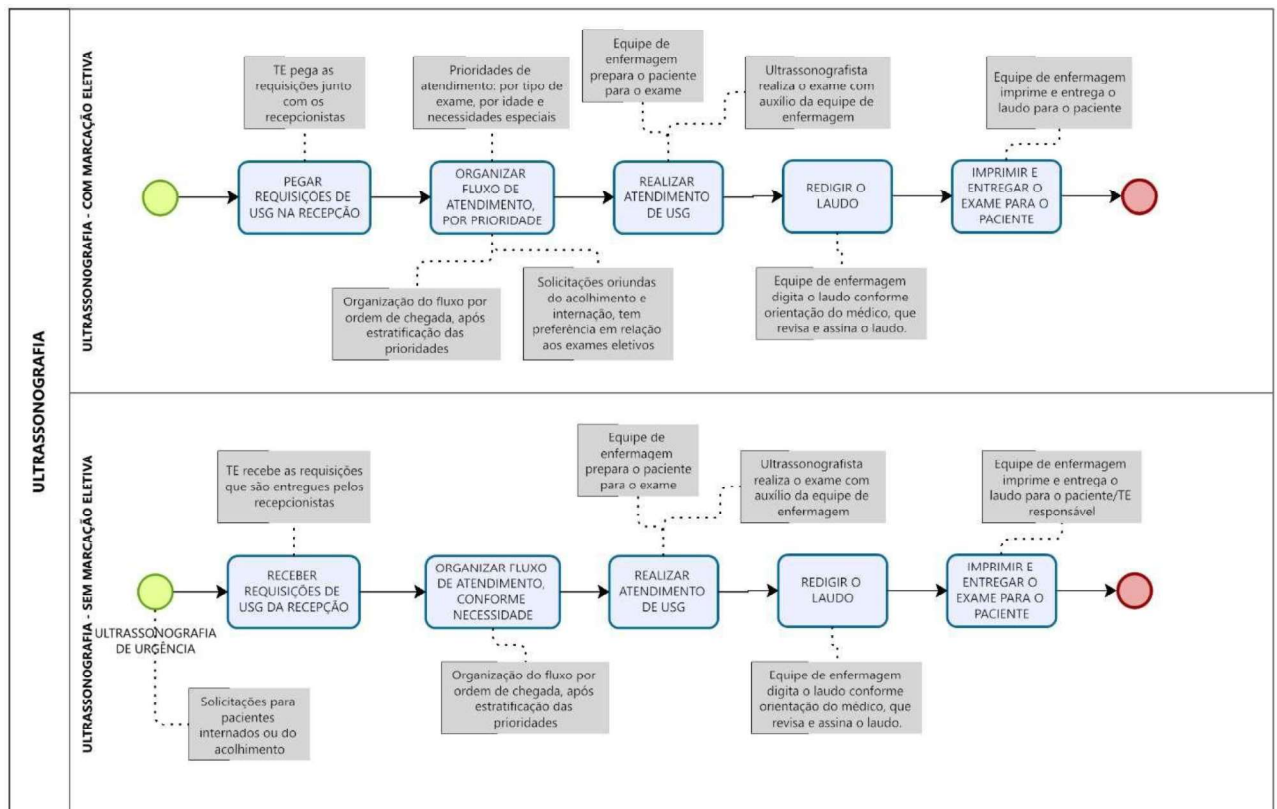 ULTRASSONOGRAFIA
ULTRASSONOGRAFIA - COM MARCAÇÃO ELETIVA
TE pega as
requisições junto
com os
recepcionistas
Prioridades de
atendimento: por tipo de
exame, por idade e
necessidades especiais
Equipe de
enfermagem
prepara o paciente
para o exame
Ultrassonografista
realiza o exame com
auxílio da equipe de
enfermagem
Equipe de enfermagem
imprime e entrega o
laudo para o paciente
PEGAR
REQUISIÇÕES DE
USG NA RECEPÇÃO
ORGANIZAR
FLUXO DE
ATENDIMENTO,
POR PRIORIDADE
REALIZAR
ATENDIMENTO
DE USG
REDIGIR O
LAUDO
IMPRIMIR E
ENTREGAR O
EXAME PARA O
PACIENTE
Organização do fluxo por
ordem de chegada, após
estratificação das
prioridades
Solicitações oriundas
do acolhimento e
internação, tem
preferência em relação
aos exames eletivos
Equipe de enfermagem
digita o laudo conforme
orientação do médico, que
revisa e assina o laudo.
ULTRASSONOGRAFIA - SEM MARCAÇÃO ELETIVA
TE recebe as requisições
que são entregues pelos
recepcionistas
Equipe de
enfermagem
prepara o paciente
para o exame
Ultrassonografista
realiza o exame com
auxílio da equipe de
enfermagem
Equipe de enfermagem
imprime e entrega o
laudo para o paciente/TE
responsável
RECEBER
REQUISIÇÕES DE
USG DA RECEPÇÃO
ORGANIZAR FLUXO
DE ATENDIMENTO,
CONFORME
NECESSIDADE
REALIZAR
ATENDIMENTO
DE USG
REDIGIR O
LAUDO
IMPRIMIR E
ENTREGAR O
EXAME PARA O
PACIENTE
ULTRASSONOGRAFIA
DE URGÊNCIA
Solicitações para
pacientes
internados ou do
acolhimento
Organização do fluxo por
ordem de chegada, após
estratificação das
prioridades
Equipe de enfermagem
digita o laudo conforme
orientação do médico, que
revisa e assina o laudo.